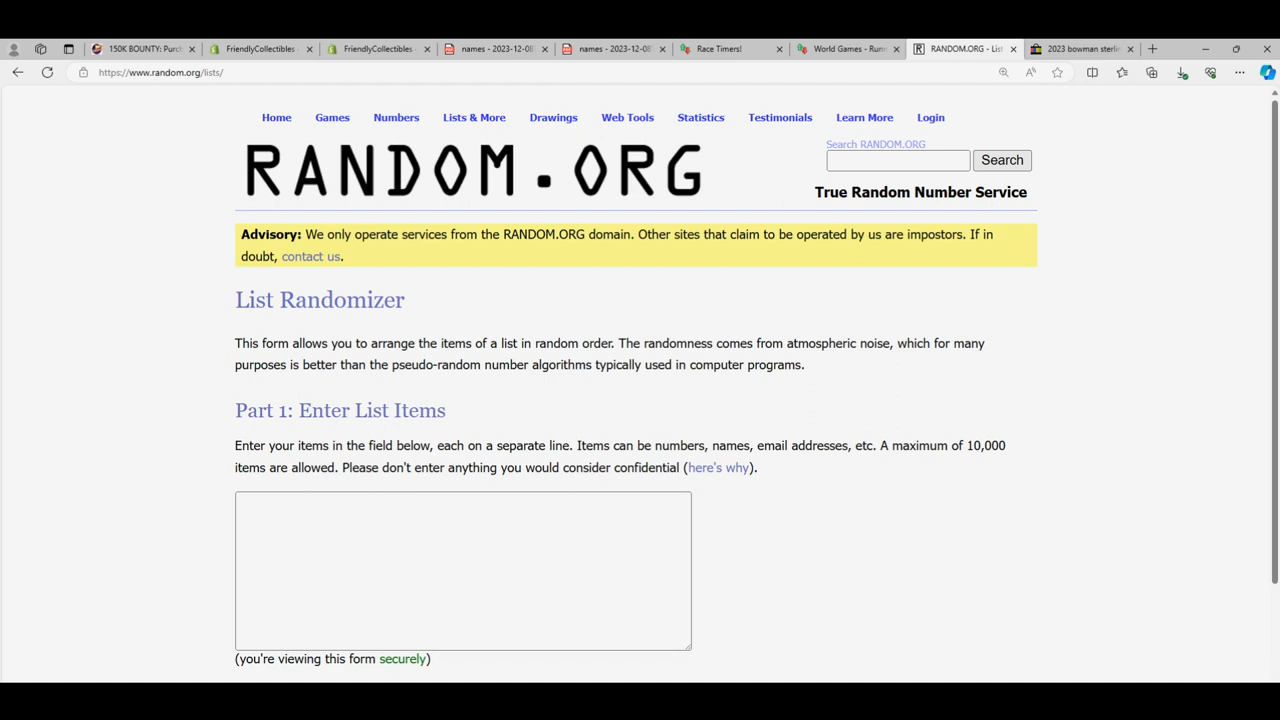 150K BOUNTY: Purch
FriendlyCollectibles
FriendlyCollectibles
names - 2023-12-08
names - 2023-12-08
Race Timers!
World Games - Runn
RANDOM.ORG - List
2023 bowman sterlin
https://www.random.org/lists/
Home Games Numbers Lists & More Drawings Web Tools Statistics Testimonials Learn More Login
RANDOM.ORG
Search RANDOM.ORG
Search
True Random Number Service
Advisory: We only operate services from the RANDOM.ORG domain. Other sites that claim to be operated by us are impostors. If in
doubt, contact us.
List Randomizer
This form allows you to arrange the items of a list in random order. The randomness comes from atmospheric noise, which for many
purposes is better than the pseudo-random number algorithms typically used in computer programs.
Part 1: Enter List Items
Enter your items in the field below, each on a separate line. Items can be numbers, names, email addresses, etc. A maximum of 10,000
items are allowed. Please don't enter anything you would consider confidential (here's why).
(you're viewing this form securely)